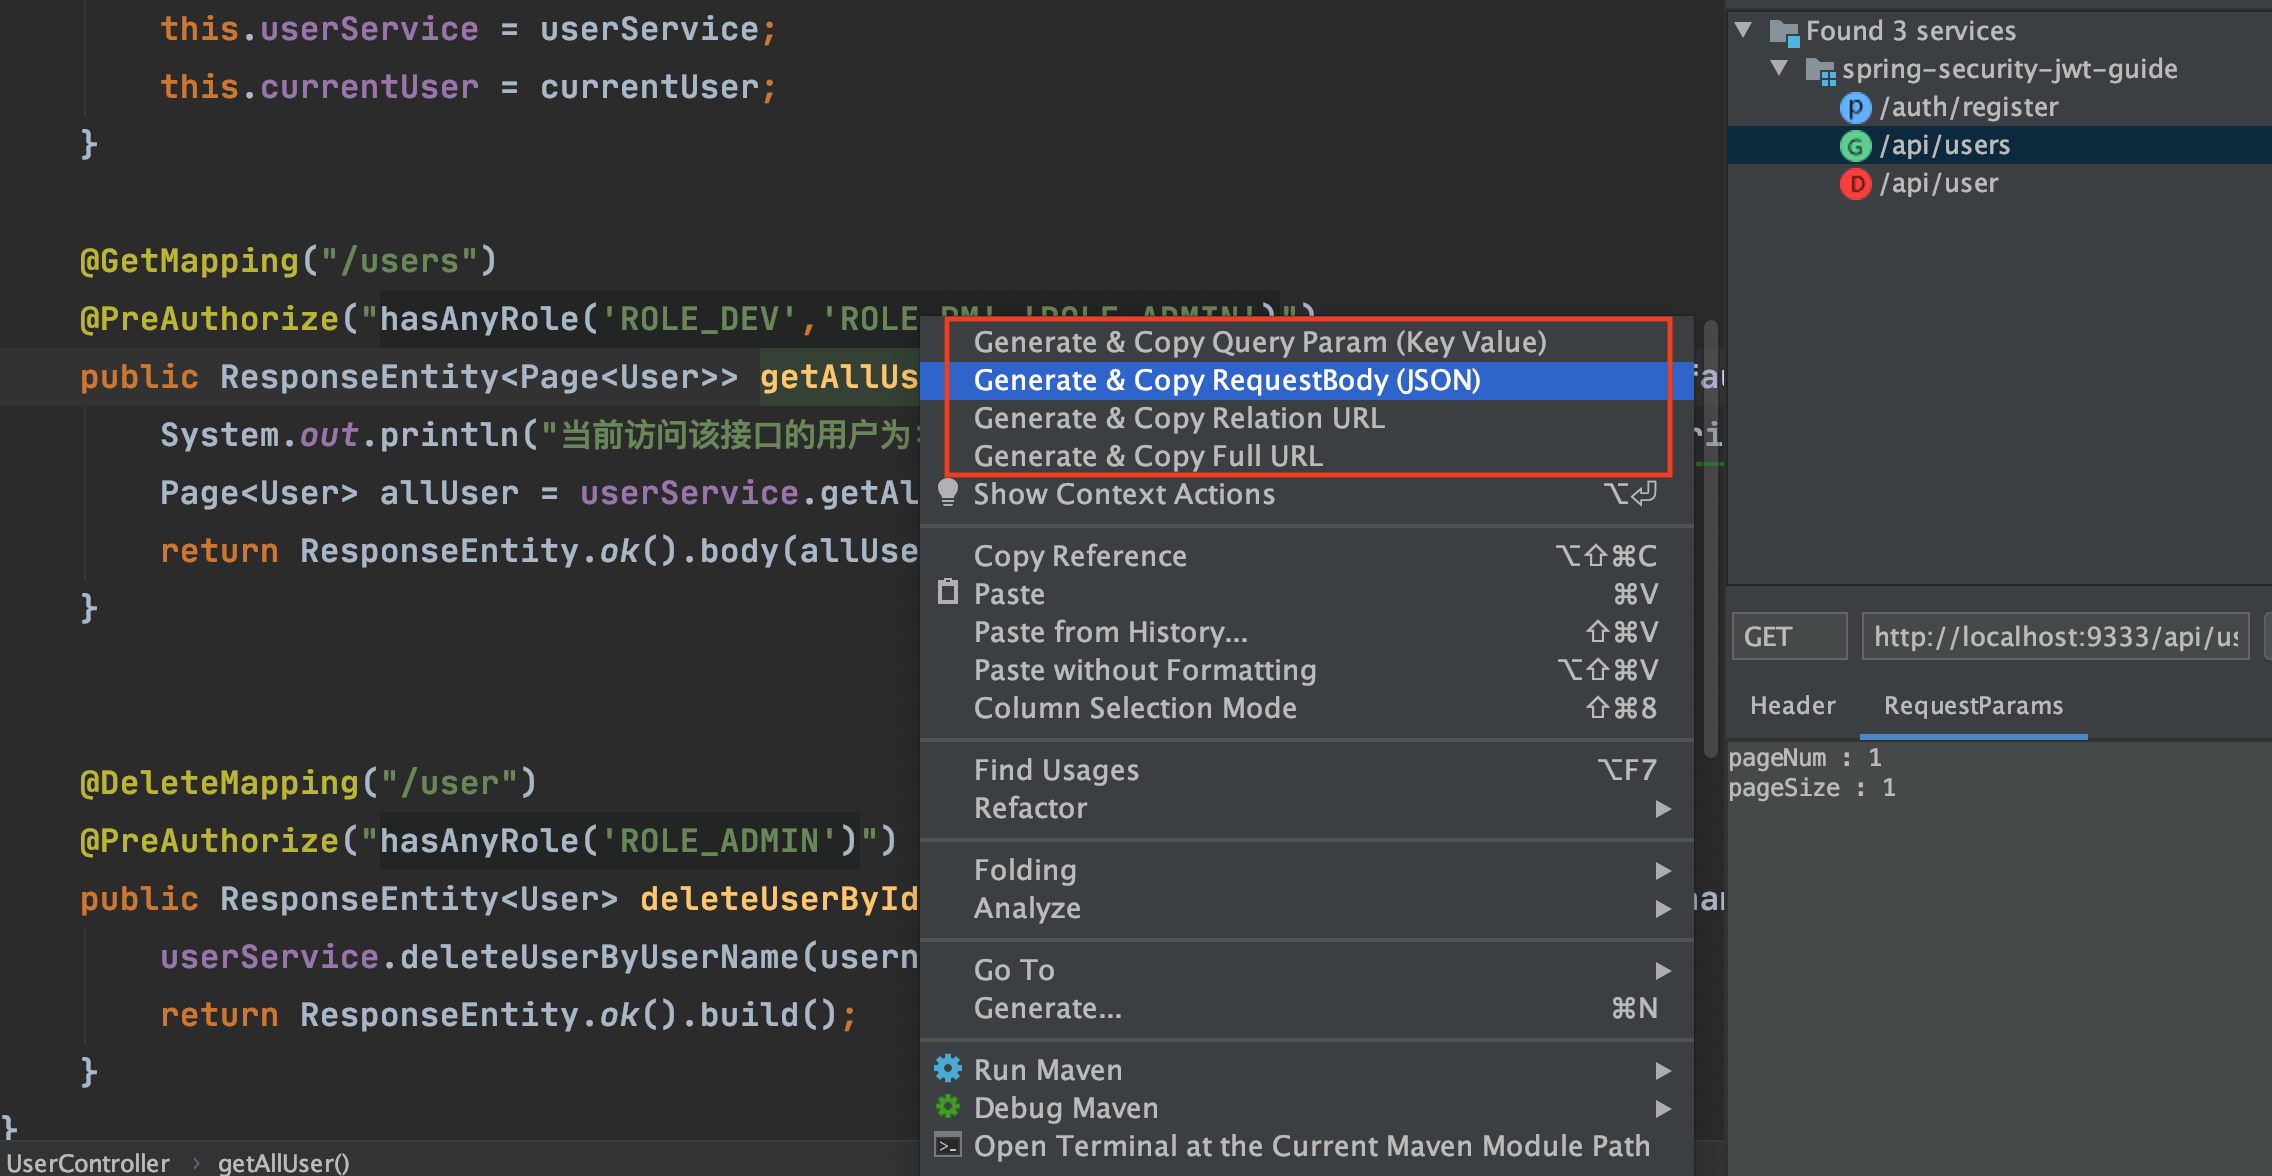 this.userService = userService;
this.currentUser = currentUser;
}
@GetMapping("/users")
@PreAuthorize("hasAnyRole('ROLE_DEV','ROLE_PM','ROLE_ADMIN')")
public ResponseEntity<Page<User>> getAllUs
System.out.println("当前访问该接口的用户为:
Page<User> allUser = userService.getAl
return ResponseEntity.ok().body(allUse
}
@DeleteMapping("/user")
@PreAuthorize("hasAnyRole('ROLE_ADMIN')")
public ResponseEntity<User> deleteUserById
userService.deleteUserByUserName(usern
return ResponseEntity.ok().build();
}
}
UserController › getAllUser()
Generate & Copy Query Param (Key Value)
Generate & Copy RequestBody (JSON)
Generate & Copy Relation URL
Generate & Copy Full URL
Show Context Actions ⌥⏎
Copy Reference ⌥⇧⌘C
Paste ⌘V
Paste from History... ⇧⌘V
Paste without Formatting ⌥⇧⌘V
Column Selection Mode ⇧⌘8
Find Usages ⌥F7
Refactor
Folding
Analyze
Go To
Generate... ⌘N
Run Maven
Debug Maven
Open Terminal at the Current Maven Module Path
Found 3 services
spring-security-jwt-guide
P /auth/register
G /api/users
D /api/user
GET http://localhost:9333/api/us
Header RequestParams
pageNum : 1
pageSize : 1